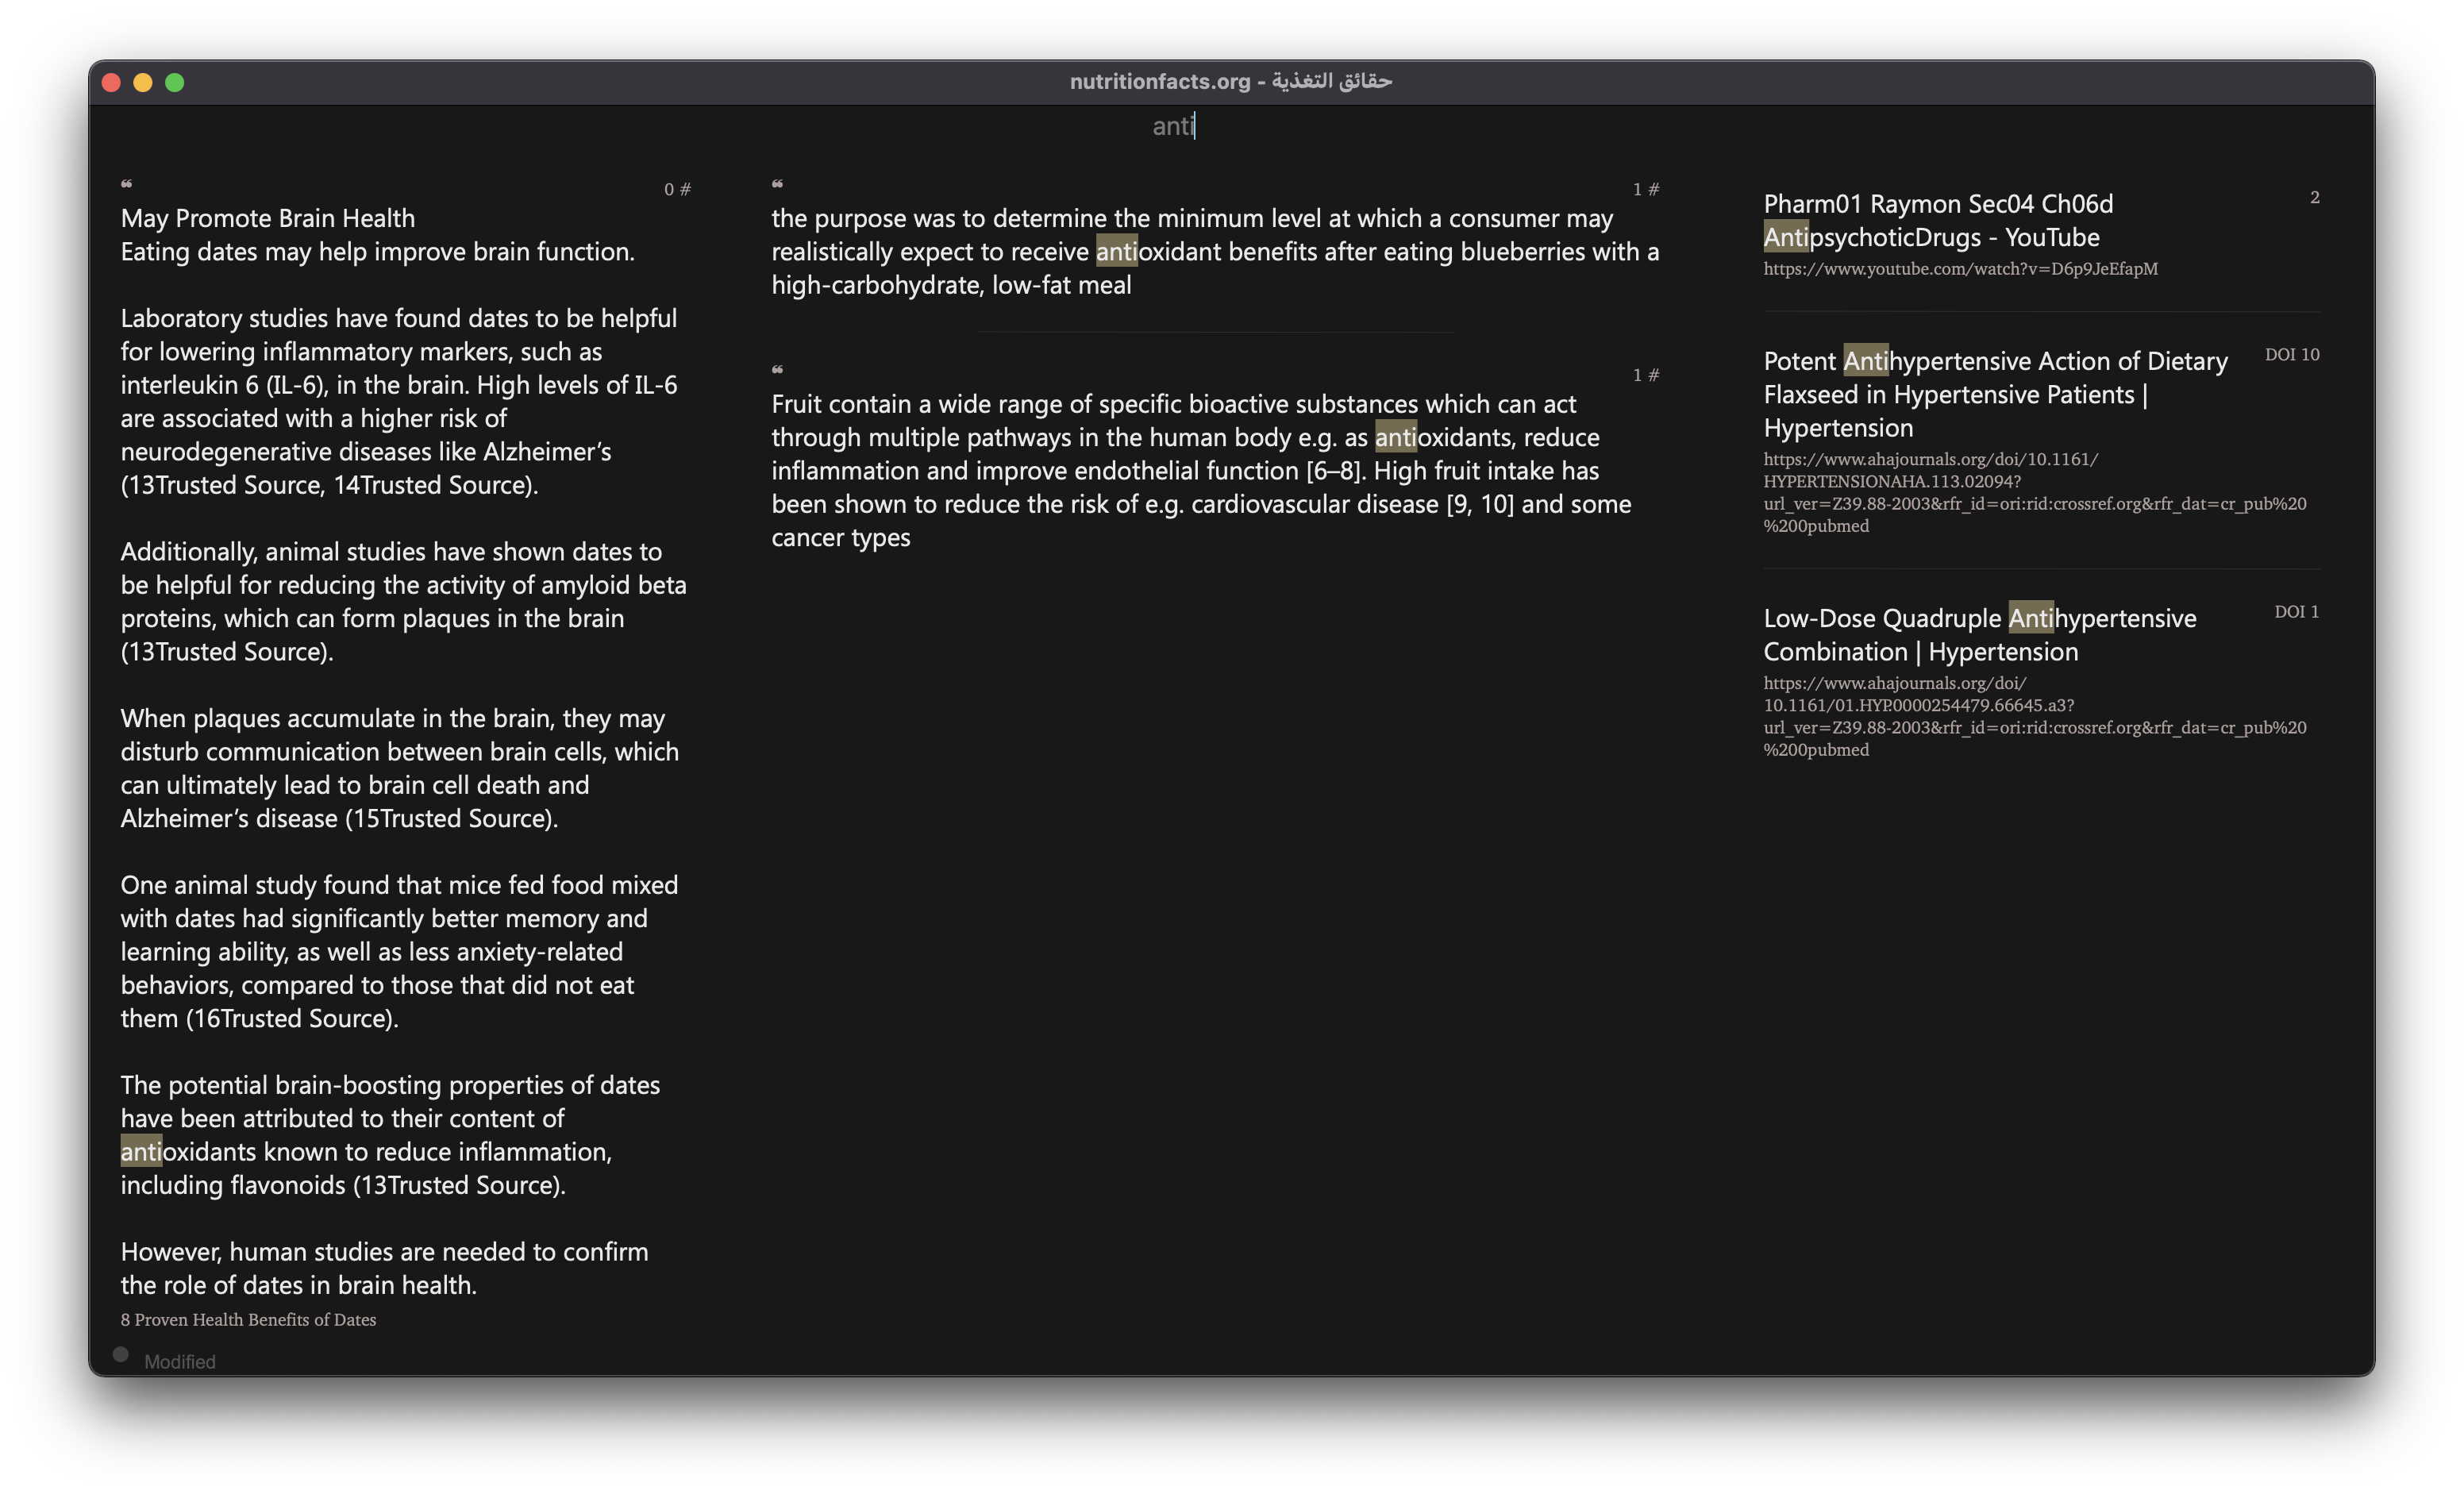 nutritionfacts.org - حقائق التغذية
anti
❝
0 #
May Promote Brain Health
Eating dates may help improve brain function.
Laboratory studies have found dates to be helpful
for lowering inflammatory markers, such as
interleukin 6 (IL-6), in the brain. High levels of IL-6
are associated with a higher risk of
neurodegenerative diseases like Alzheimer’s
(13Trusted Source, 14Trusted Source).
Additionally, animal studies have shown dates to
be helpful for reducing the activity of amyloid beta
proteins, which can form plaques in the brain
(13Trusted Source).
When plaques accumulate in the brain, they may
disturb communication between brain cells, which
can ultimately lead to brain cell death and
Alzheimer’s disease (15Trusted Source).
One animal study found that mice fed food mixed
with dates had significantly better memory and
learning ability, as well as less anxiety-related
behaviors, compared to those that did not eat
them (16Trusted Source).
The potential brain-boosting properties of dates
have been attributed to their content of
antioxidants known to reduce inflammation,
including flavonoids (13Trusted Source).
However, human studies are needed to confirm
the role of dates in brain health.
8 Proven Health Benefits of Dates
Modified
❝
1 #
the purpose was to determine the minimum level at which a consumer may
realistically expect to receive antioxidant benefits after eating blueberries with a
high-carbohydrate, low-fat meal
❝
1 #
Fruit contain a wide range of specific bioactive substances which can act
through multiple pathways in the human body e.g. as antioxidants, reduce
inflammation and improve endothelial function [6–8]. High fruit intake has
been shown to reduce the risk of e.g. cardiovascular disease [9, 10] and some
cancer types
Pharm01 Raymon Sec04 Ch06d
2
AntipsychoticDrugs - YouTube
https://www.youtube.com/watch?v=D6p9JeEfapM
Potent Antihypertensive Action of Dietary
DOI 10
Flaxseed in Hypertensive Patients |
Hypertension
https://www.ahajournals.org/doi/10.1161/
HYPERTENSIONAHA.113.02094?
url_ver=Z39.88-2003&rfr_id=ori:rid:crossref.org&rfr_dat=cr_pub%20
%200pubmed
Low-Dose Quadruple Antihypertensive
DOI 1
Combination | Hypertension
https://www.ahajournals.org/doi/
10.1161/01.HYP.0000254479.66645.a3?
url_ver=Z39.88-2003&rfr_id=ori:rid:crossref.org&rfr_dat=cr_pub%20
%200pubmed